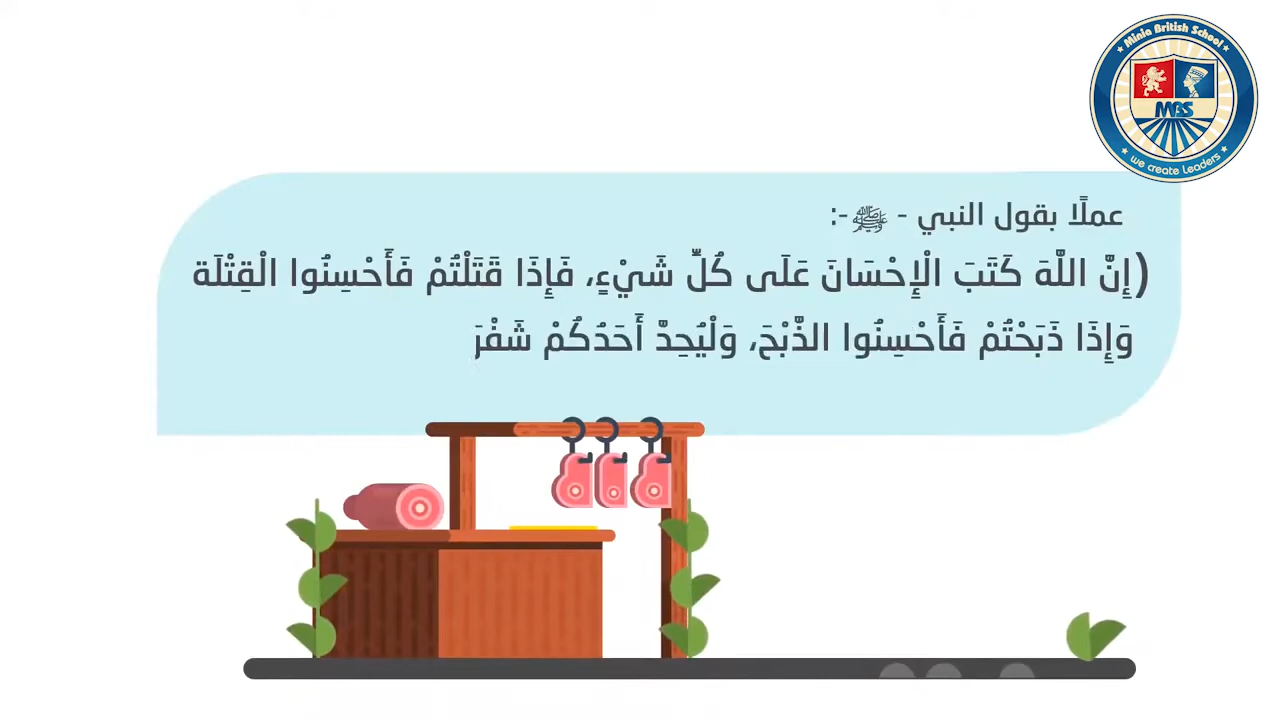 Minia British School
MBS
we create Leaders
عملًا بقول النبي - ﷺ -:
(إِنَّ اللَّهَ كَتَبَ الْإِحْسَانَ عَلَى كُلِّ شَيْءٍ، فَإِذَا قَتَلْتُمْ فَأَحْسِنُوا الْقِتْلَة
وَإِذَا ذَبَحْتُمْ فَأَحْسِنُوا الذَّبْحَ، وَلْيُحِدَّ أَحَدُكُمْ شَفْرَ